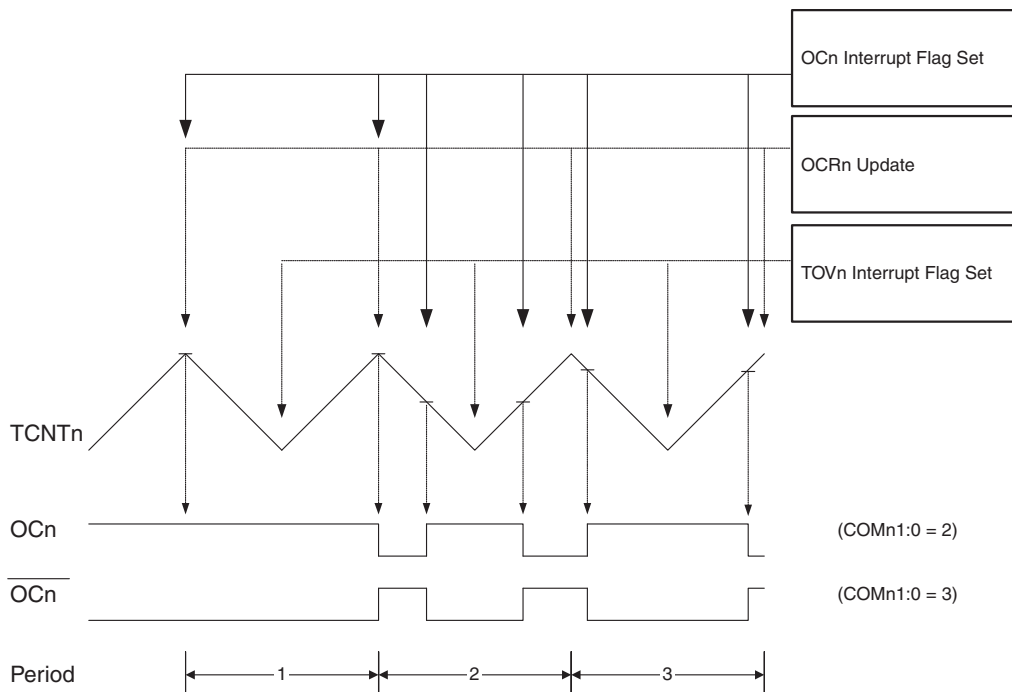 OCn Interrupt Flag Set
OCRn Update
TOVn Interrupt Flag Set
TCNTn
OCn
(COMn1:0 = 2)
OCn
(COMn1:0 = 3)
Period
1
2
3